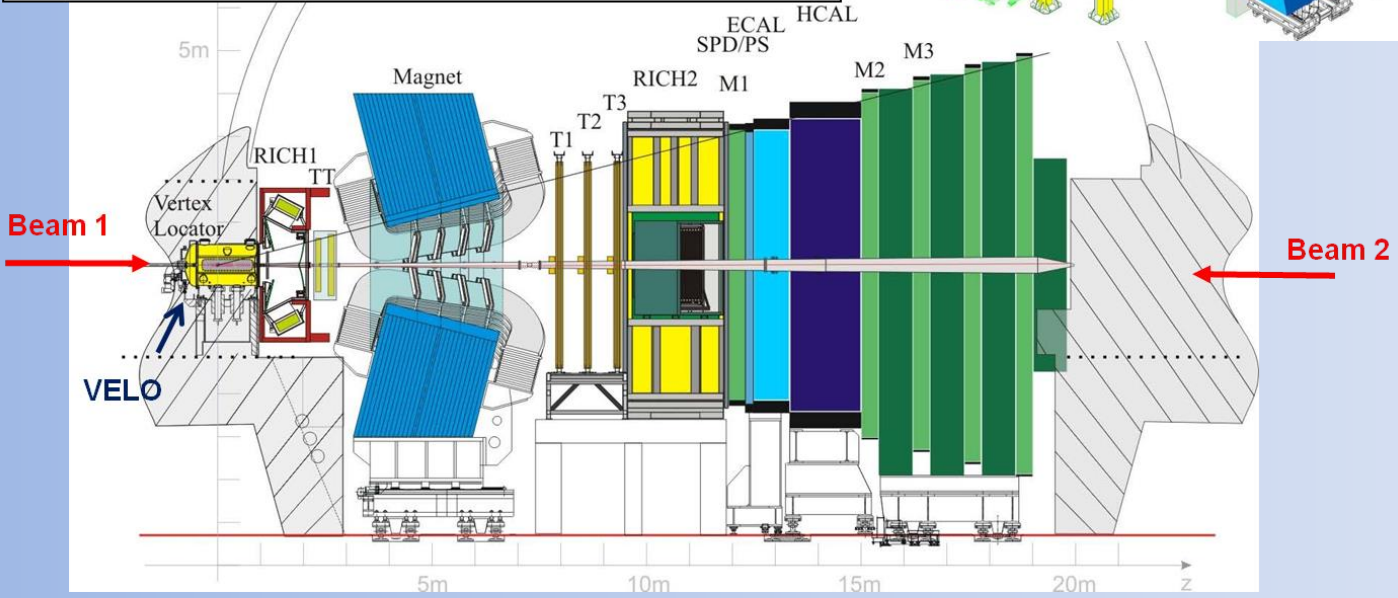 HCAL
ECAL
SPD/PS
5m
M3
M2
Magnet
RICH2
M1
T3
T2
T1
RICH1
TT
Vertex
Locator
Beam 1
Beam 2
VELO
5m
10m
15m
20m
z